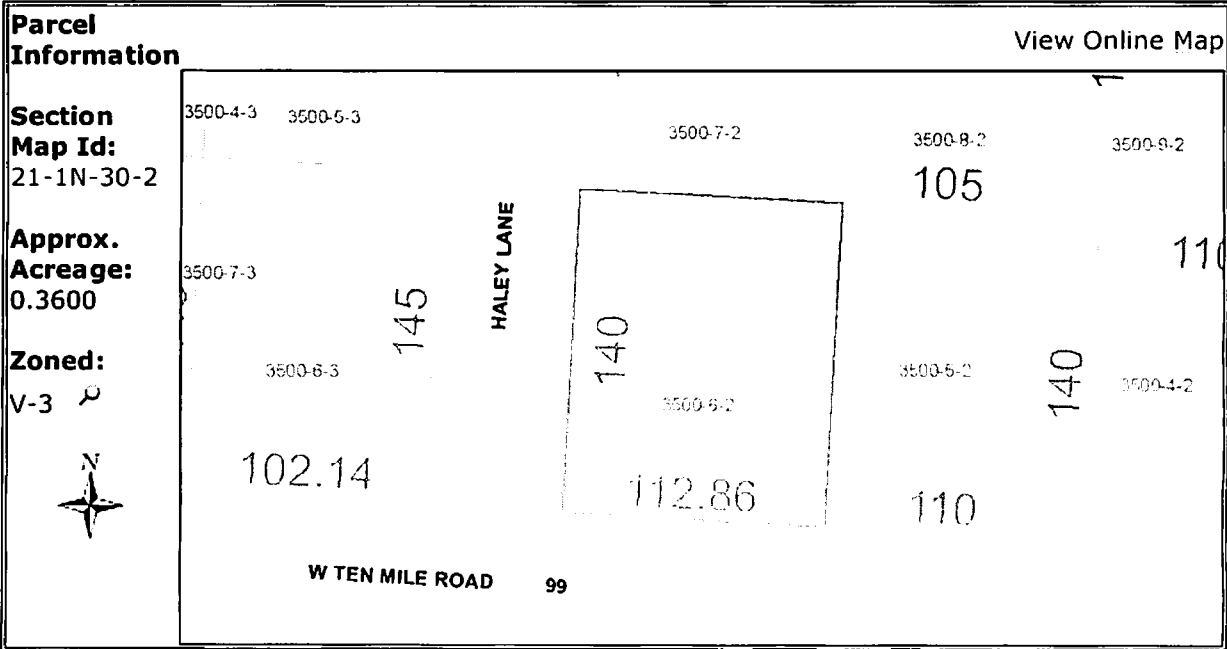 Parcel
Information
View Online Map
Section
Map Id:
21-1N-30-2
Approx.
Acreage:
0.3600
Zoned:
V-3
N
3500-4-3
3500-5-3
3500-7-2
3500-8-2
3500-9-2
1
105
110
3500-7-3
HALEY LANE
145
140
3500-6-3
3500-6-2
3500-5-2
140
3500-4-2
102.14
112.86
110
W TEN MILE ROAD 99